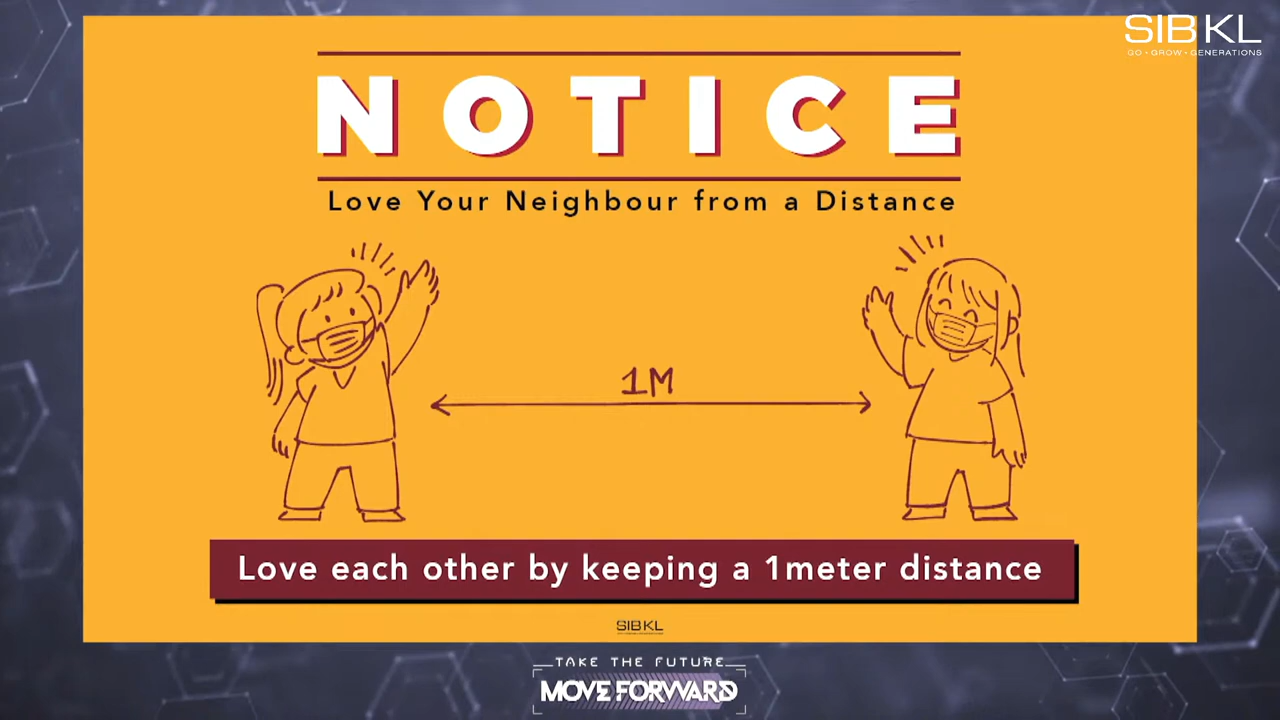 SIBKL
GO • GROW • GENERATIONS
NOTICE
Love Your Neighbour from a Distance
1M
Love each other by keeping a 1meter distance
SIBKL
TAKE THE FUTURE
MOVE FORWARD